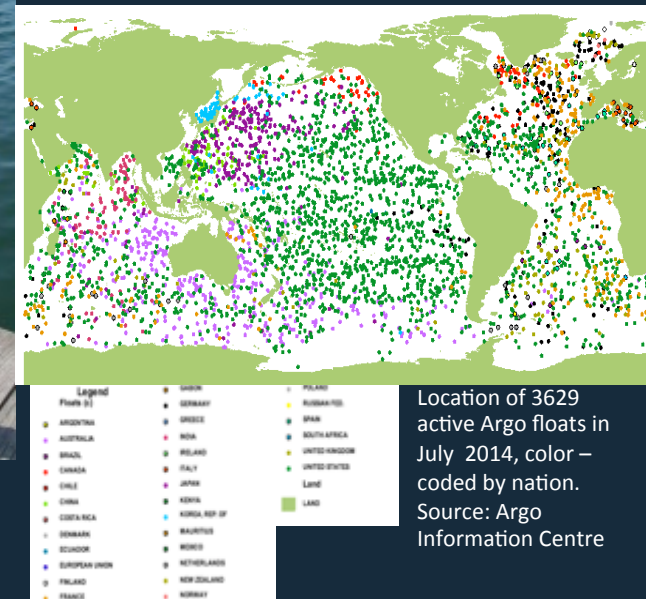 Legend
Floats (x)
ARGENTINA
AUSTRALIA
BRAZIL
CANADA
CHILE
CHINA
COSTA RICA
DENMARK
ECUADOR
EUROPEAN UNION
FINLAND
FRANCE
GABON
GERMANY
GREECE
INDIA
IRELAND
ITALY
JAPAN
KENYA
KOREA, REP. OF
MAURITIUS
MEXICO
NETHERLANDS
NEW ZEALAND
NORWAY
POLAND
RUSSIAN FED.
SPAIN
SOUTH AFRICA
UNITED KINGDOM
UNITED STATES
Land
LAND
Location of 3629
active Argo floats in
July 2014, color –
coded by nation.
Source: Argo
Information Centre